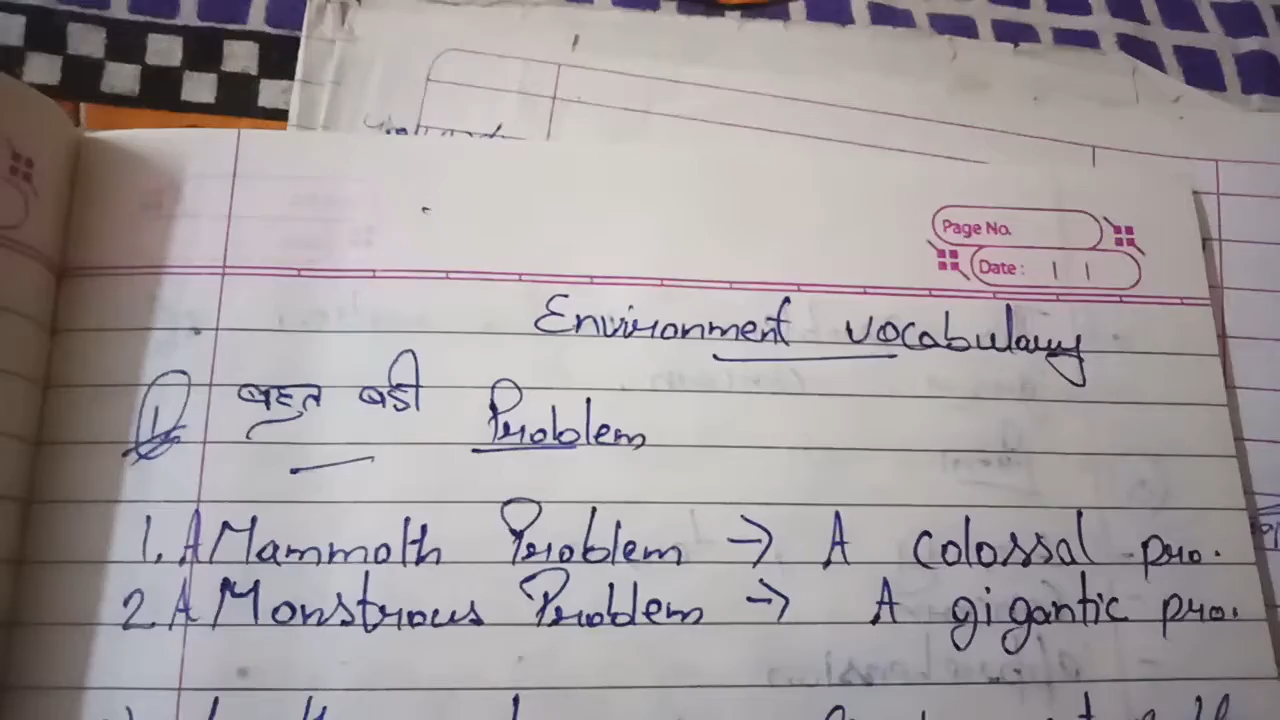 Page No.
Date :
Environment vocabulary
1 बहुत बडी Problem
1. A Mammoth Problem → A colossal pro.
2. A Monstrous Problem → A gigantic pro.